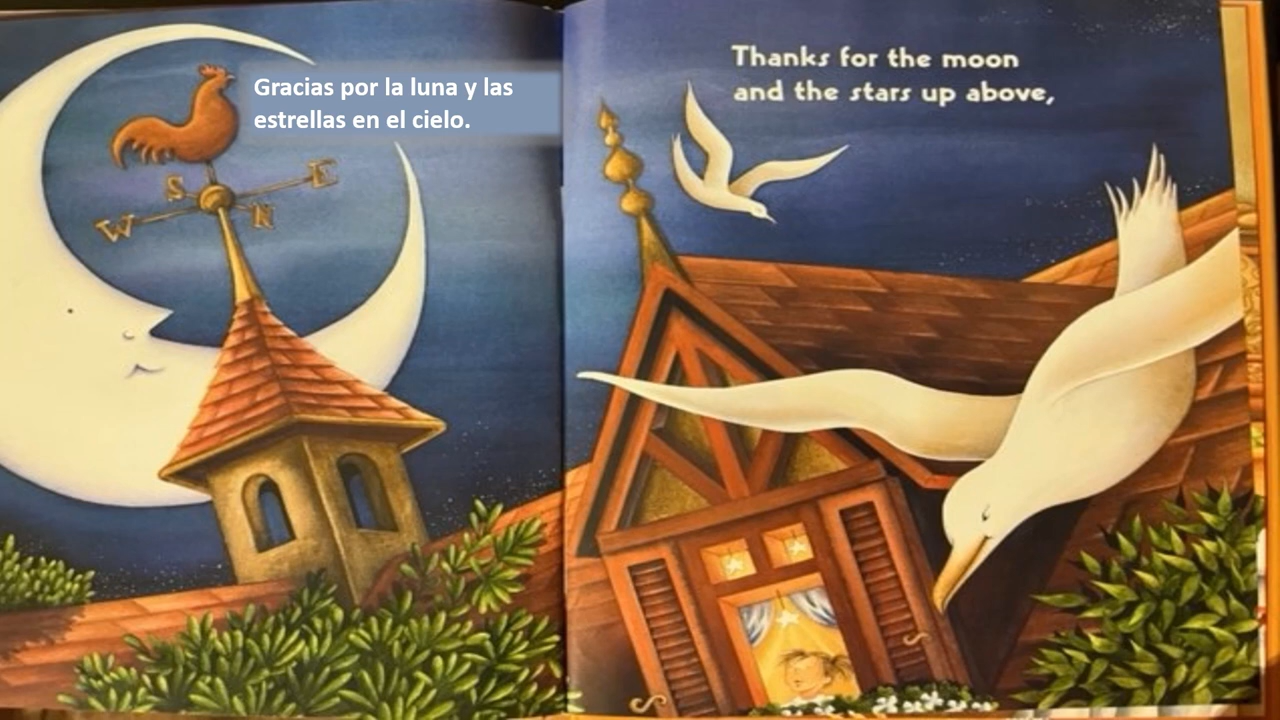 Gracias por la luna y las
estrellas en el cielo.
S
E
W
N
Thanks for the moon
and the stars up above,